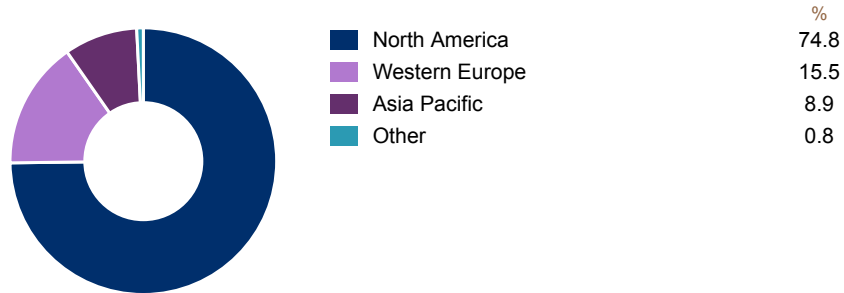 %
North America 74.8
Western Europe 15.5
Asia Pacific 8.9
Other 0.8